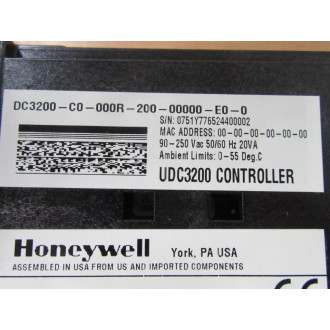 DC3200-C0-000R-200-00000-E0-0
S/N: 0751Y776524400002
MAC ADDRESS: 00-00-00-00-00-00
90-250 Vac 50/60 Hz 20VA
Ambient Limits: 0-55 Deg.C
UDC3200 CONTROLLER
Honeywell York, PA USA
ASSEMBLED IN USA FROM US AND IMPORTED COMPONENTS
CE